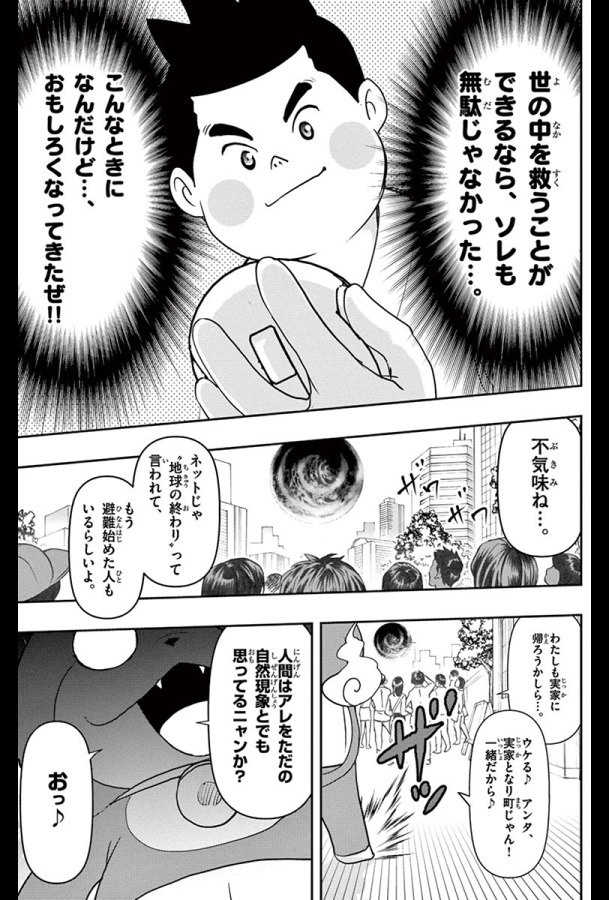 世の中を救うことが
できるなら、ソレも
無駄じゃなかった…。
こんなときに
なんだけど…、
おもしろくなってきたぜ!!
不気味ね…。
ザワ
ザワ
ネットじゃ
“地球の終わり”って
言われて、
もう
避難始めた人も
いるらしいよ。
わたしも実家に
帰ろうかしら…。
ウケる♪ アンタ、
実家となり町じゃん!
一緒だから♪
ザッ
人間はアレをただの
自然現象とでも
思ってるニャンか?
おっ♪